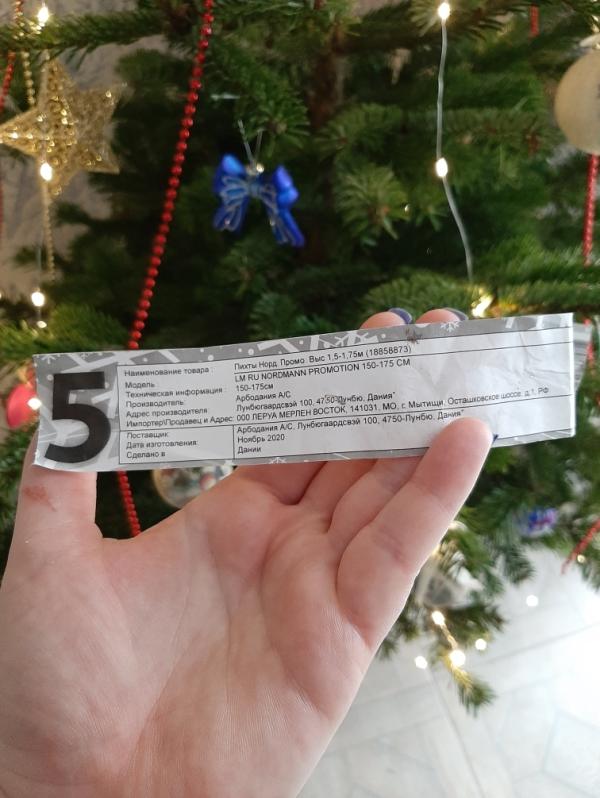 5
Наименование товара : Пихты Норд. Промо Выс 1,5-1,75м (18858873)
Модель : LM RU NORDMANN PROMOTION 150-175 CM
Техническая информация : 150-175см
Производитель: Арбодания А/С
Адрес производителя: Лунбюгвардсвэй 100, 4750-Лунбю, Дания"
Импортер\Продавец и Адрес: ООО ЛЕРУА МЕРЛЕН ВОСТОК, 141031, МО, г. Мытищи, Осташковское шоссе, д.1, РФ
Поставщик: Арбодания А/С, Лунбюгвардсвэй 100, 4750-Лунбю, Дания"
Дата изготовления: Ноябрь 2020
Сделано в Дании